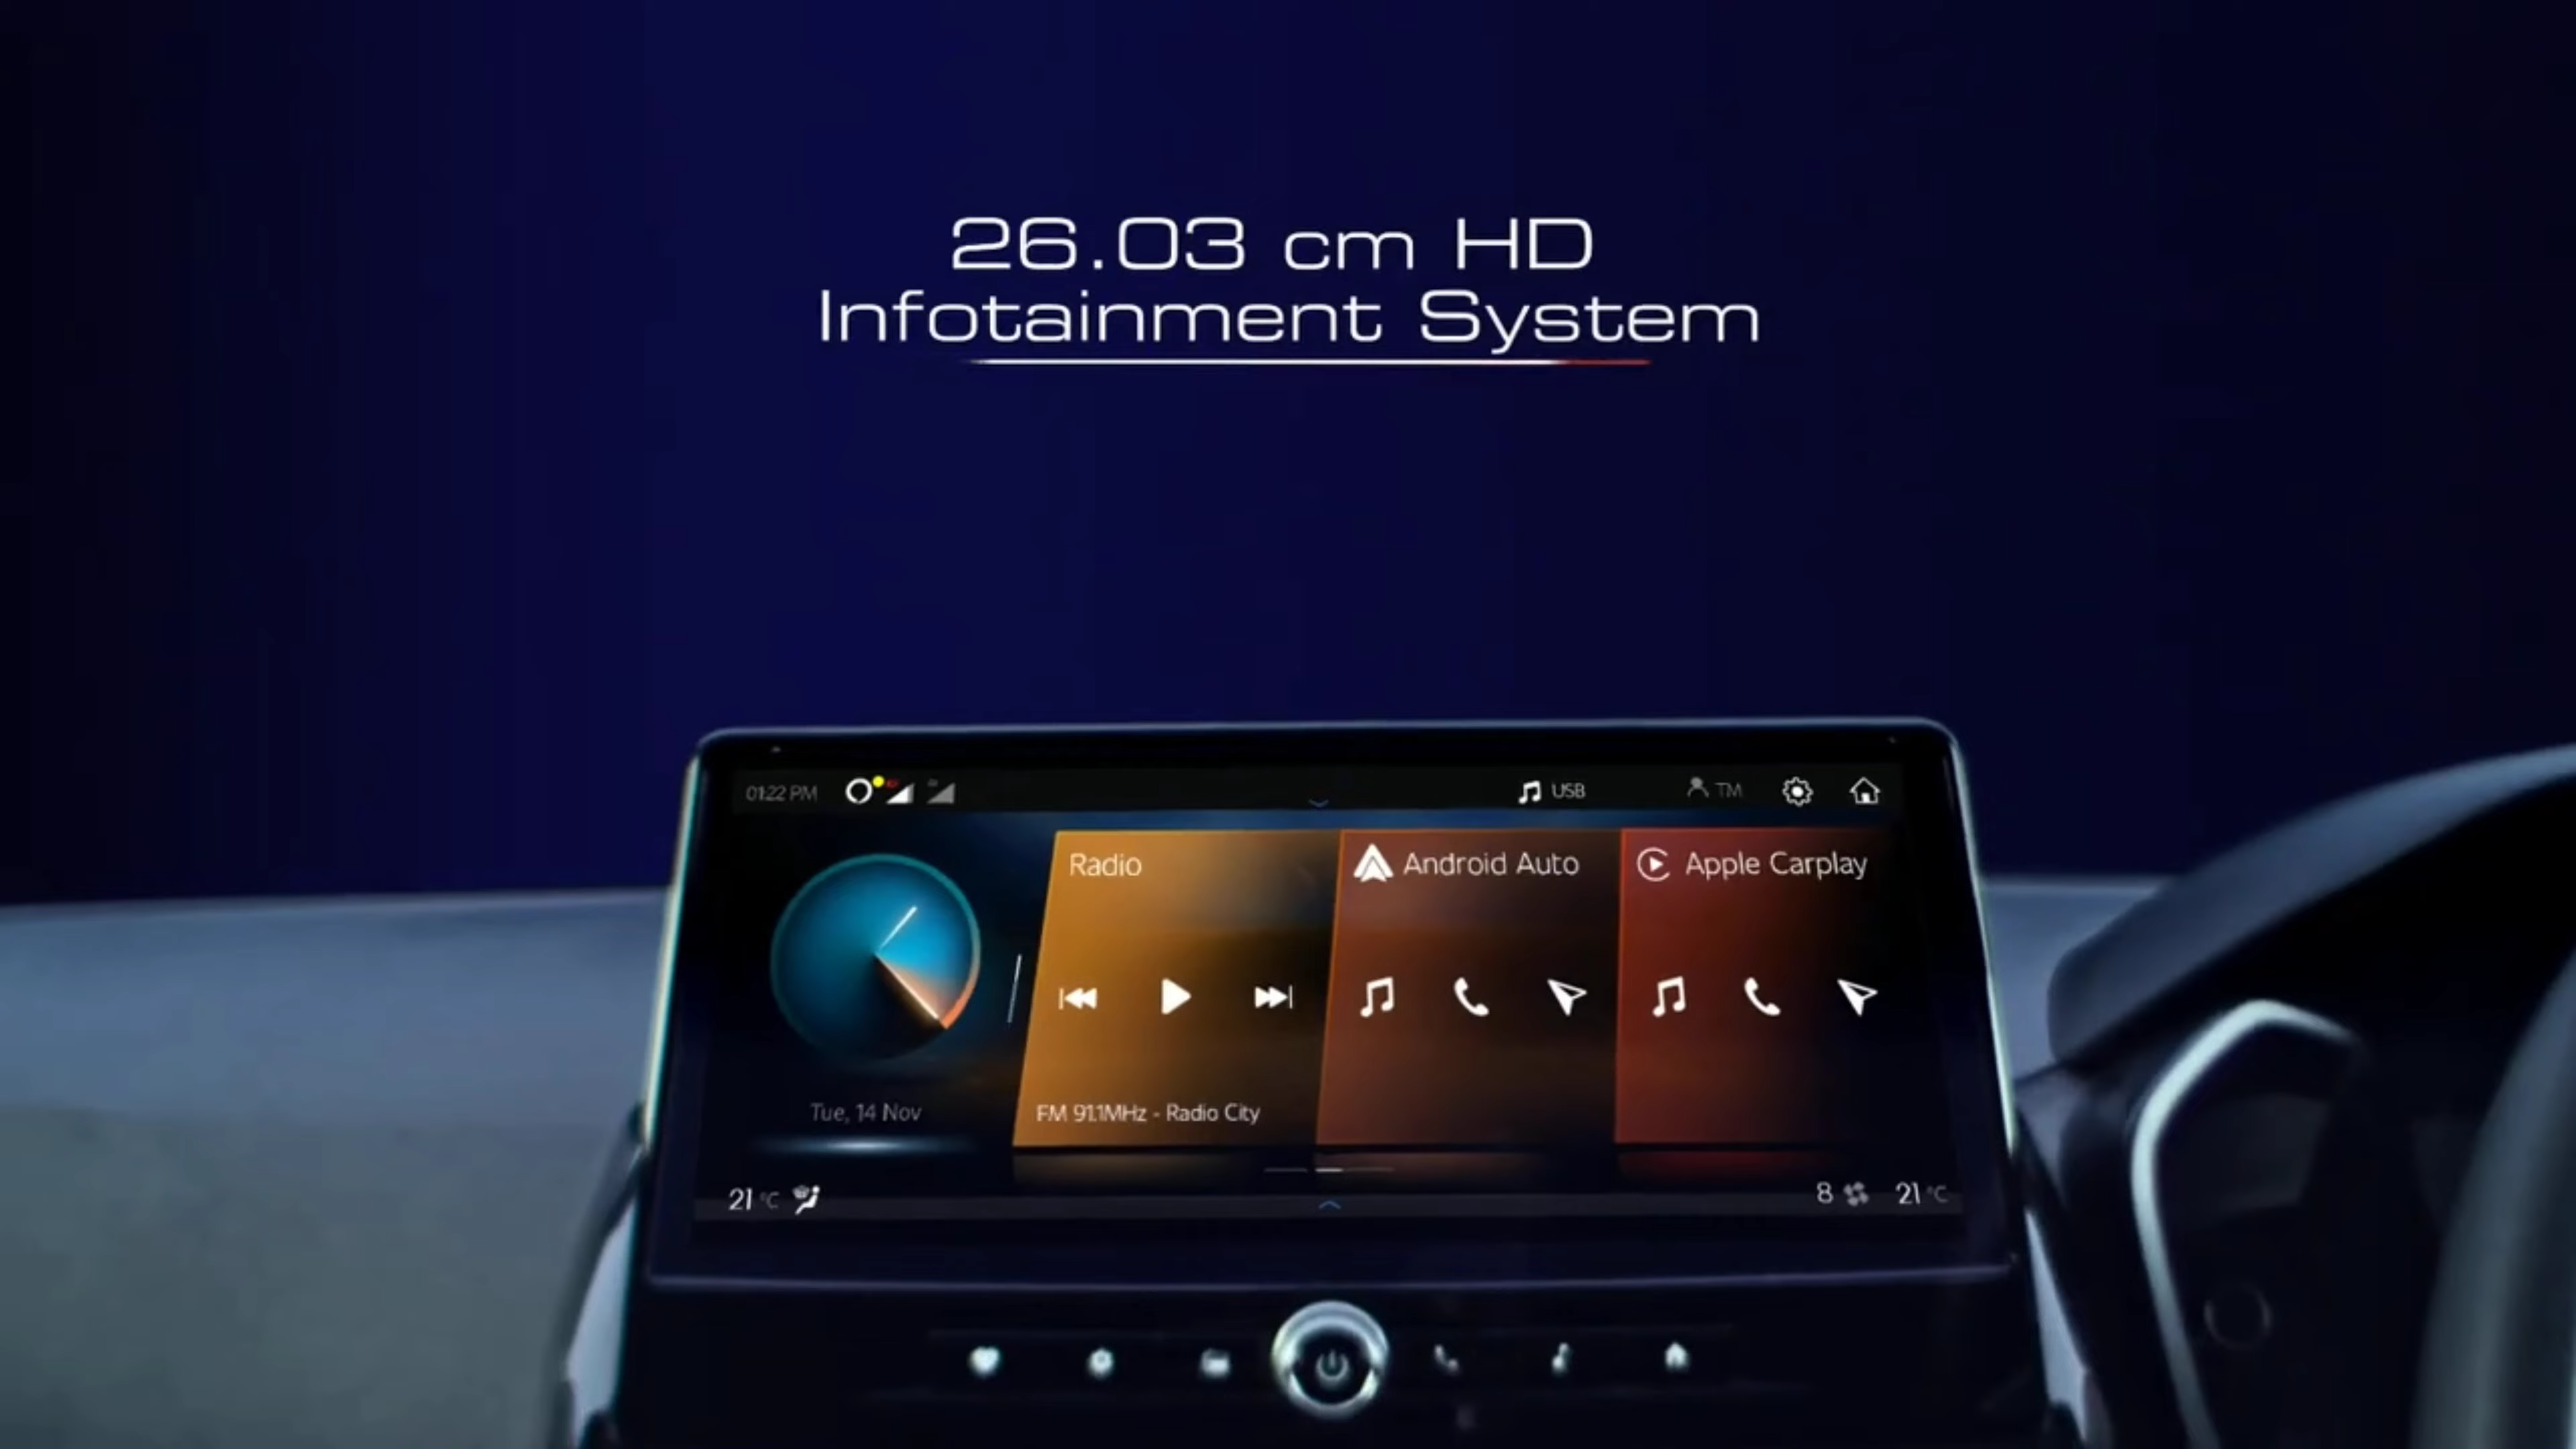 26.03 cm HD
Infotainment System
01:22 PM
USB
TM
Radio
Android Auto
Apple Carplay
Tue, 14 Nov
FM 91.1MHz - Radio City
21 °C
8
21 °C